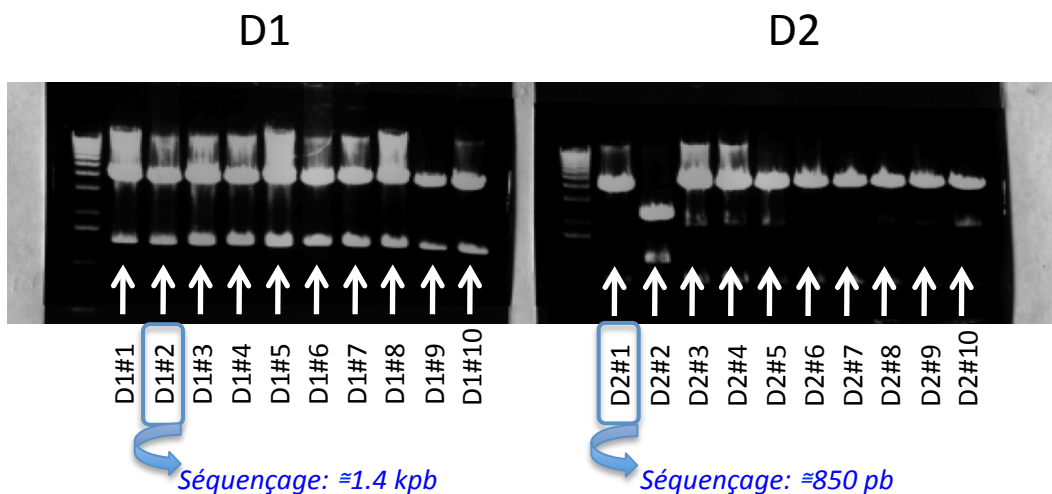 D1
D2
D1#1
D1#2
D1#3
D1#4
D1#5
D1#6
D1#7
D1#8
D1#9
D1#10
D2#1
D2#2
D2#3
D2#4
D2#5
D2#6
D2#7
D2#8
D2#9
D2#10
Séquençage: ≅1.4 kpb
Séquençage: ≅850 pb